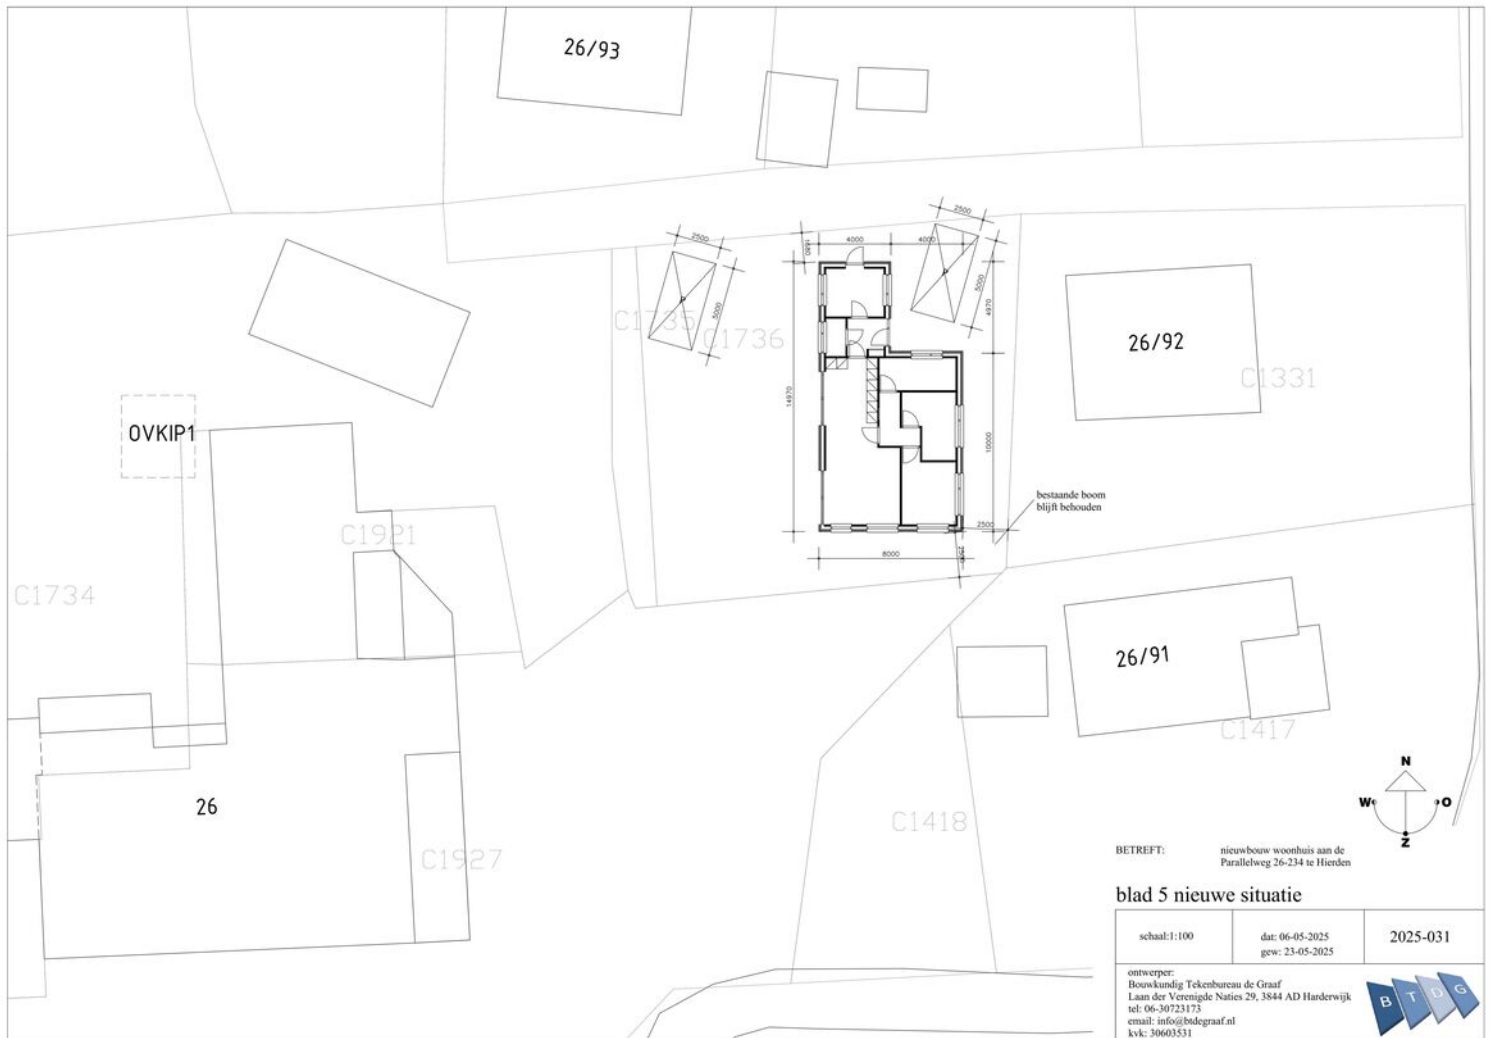 26/93
2500
2500
1680
4000
4000
P
P
5000
5000
4970
C1735
C1736
26/92
C1331
14970
OVKIP1
10000
bestaande boom
blijft behouden
C1921
2500
8000
2500
C1734
26/91
C1417
N
W
O
Z
26
C1418
C1927
BETREFT:
nieuwbouw woonhuis aan de
Parallelweg 26-234 te Hierden
blad 5 nieuwe situatie
schaal:1:100
dat: 06-05-2025
gew: 23-05-2025
2025-031
ontwerper:
Bouwkundig Tekenbureau de Graaf
Laan der Verenigde Naties 29, 3844 AD Harderwijk
tel: 06-30723173
email: info@btdegraaf.nl
kvk: 30603531
B T D G